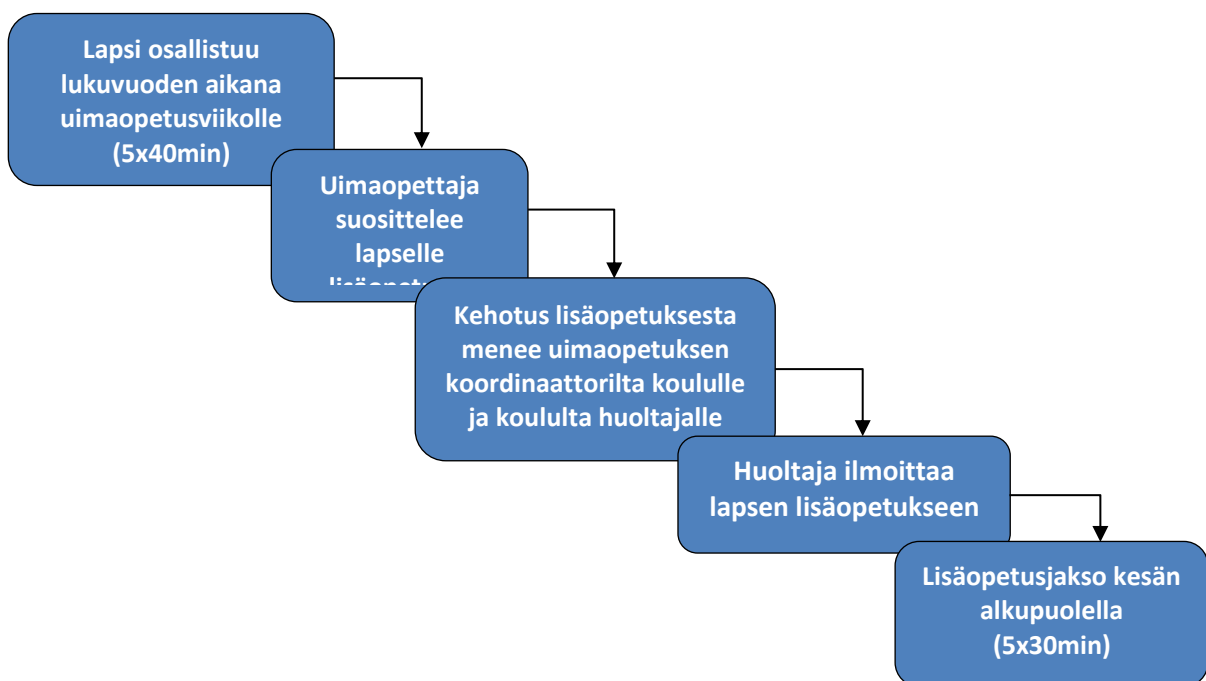 Lapsi osallistuu
lukuvuoden aikana
uimaopetusviikolle
(5x40min)
Uimaopettaja
suosittelee
lapselle
Kehotus lisäopetuksesta
menee uimaopetuksen
koordinaattorilta koululle
ja koululta huoltajalle
Huoltaja ilmoittaa
lapsen lisäopetukseen
Lisäopetusjakso kesän
alkupuolella
(5x30min)